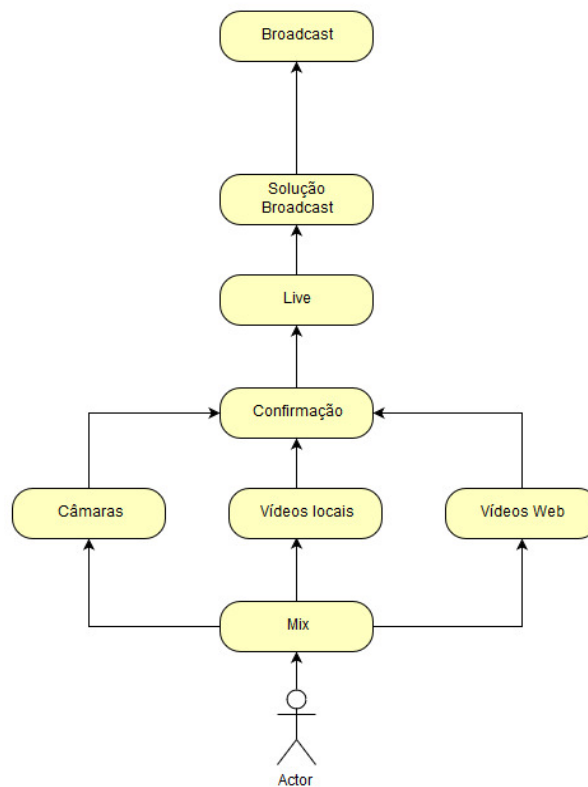 Broadcast
Solução
Broadcast
Live
Confirmação
Câmaras
Vídeos locais
Vídeos Web
Mix
Actor